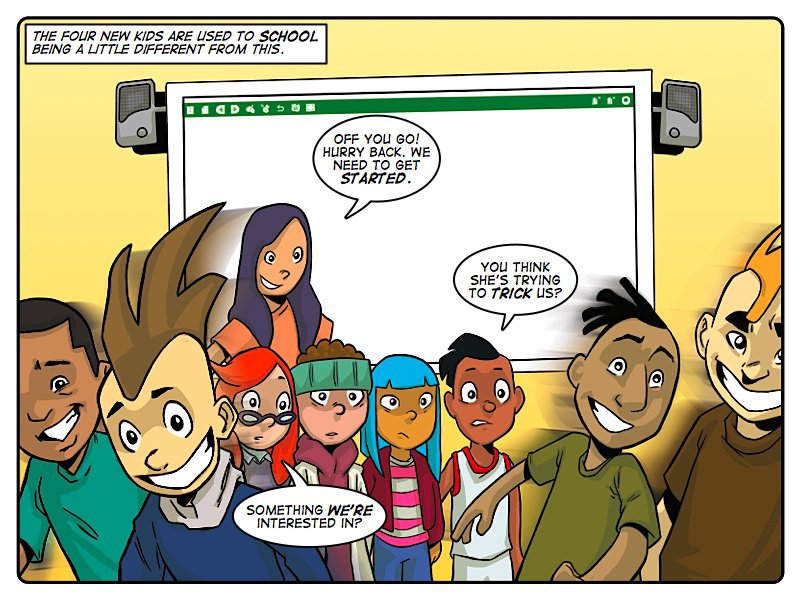 THE FOUR NEW KIDS ARE USED TO SCHOOL
BEING A LITTLE DIFFERENT FROM THIS.
OFF YOU GO!
HURRY BACK. WE
NEED TO GET
STARTED.
YOU THINK
SHE'S TRYING
TO TRICK US?
SOMETHING WE'RE
INTERESTED IN?